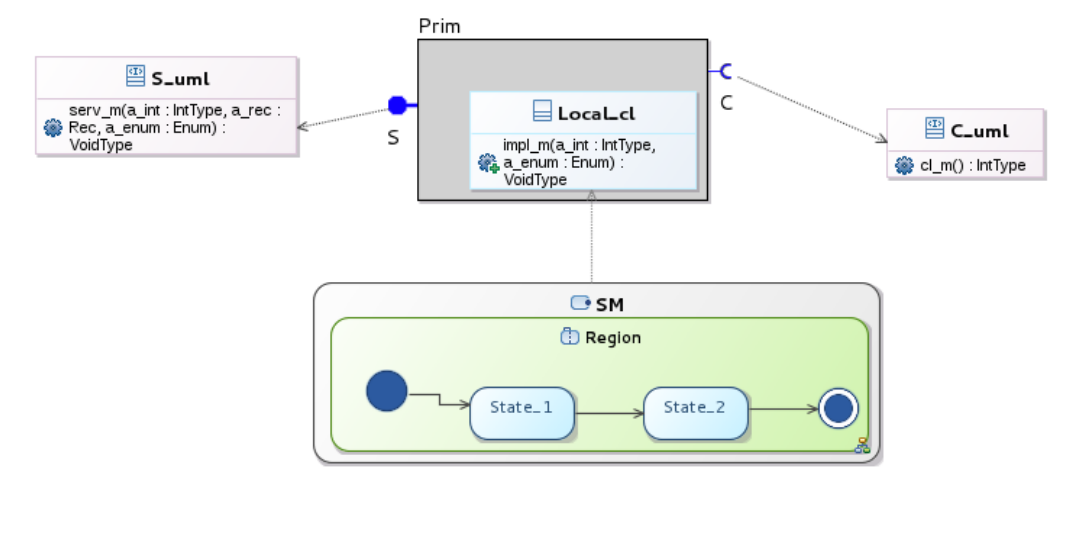 Prim
S_uml
serv_m(a_int : IntType, a_rec :
Rec, a_enum : Enum) :
VoidType
S
Local_cl
impl_m(a_int : IntType,
a_enum : Enum) :
VoidType
C
C_uml
cl_m() : IntType
SM
Region
State_1
State_2